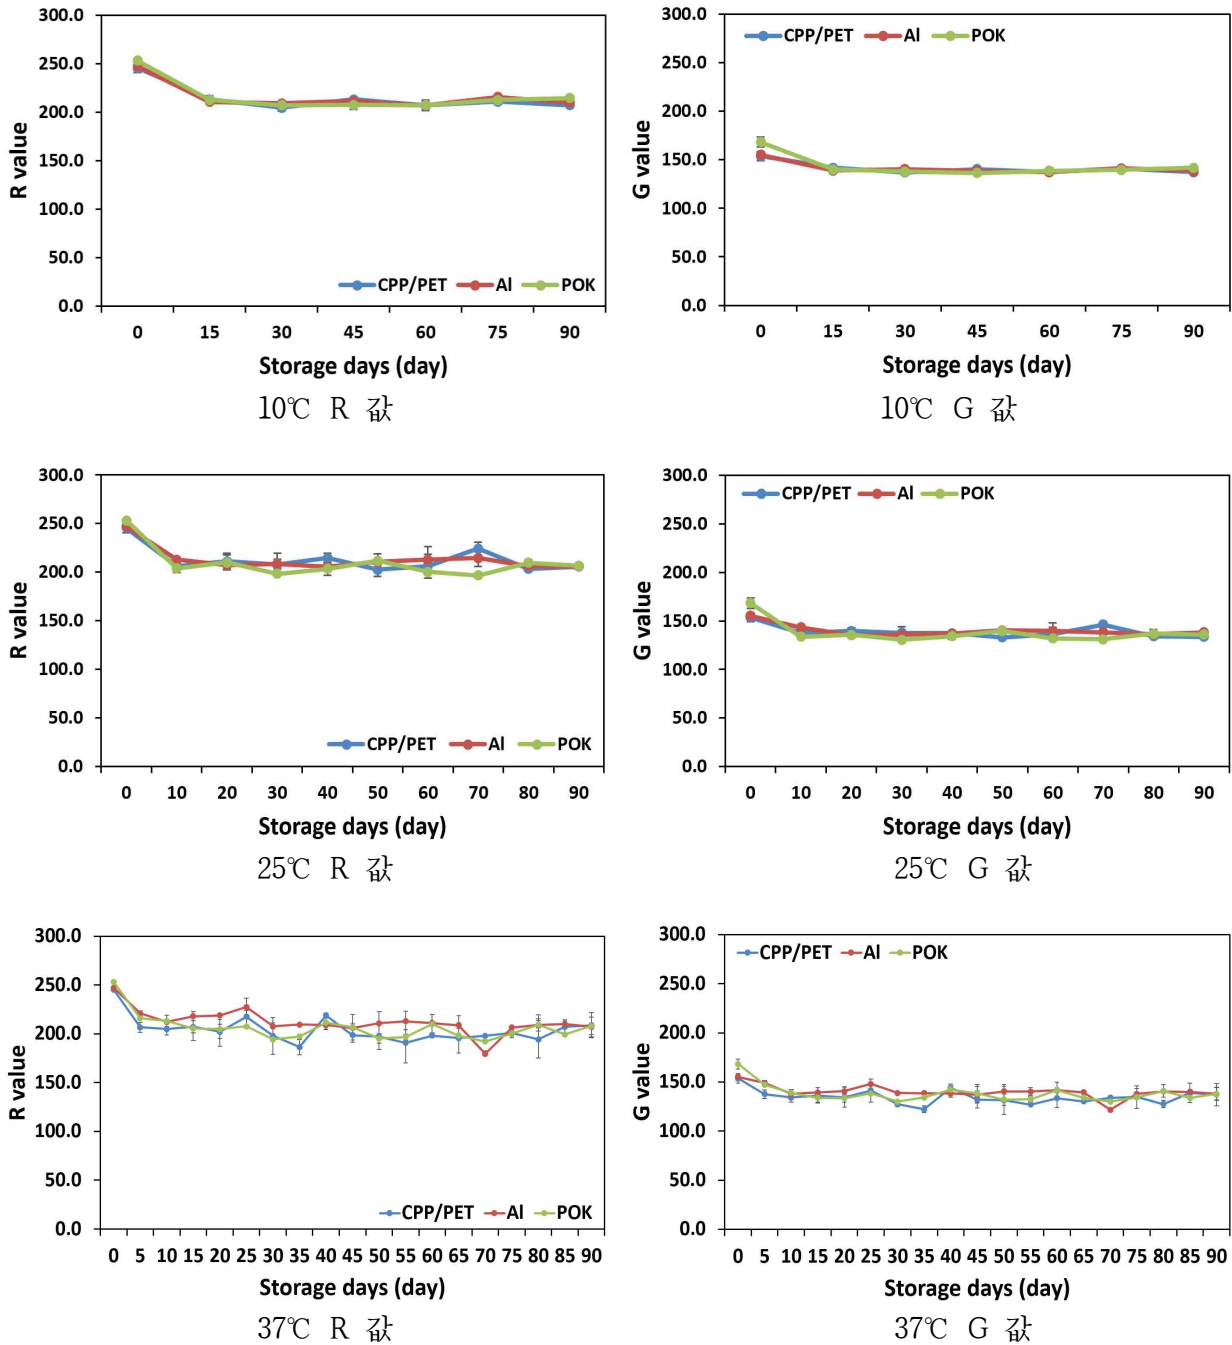 300.0
250.0
200.0
150.0
100.0
50.0
0.0
R value
CPP/PET Al POK
0 15 30 45 60 75 90
Storage days (day)
10℃ R 값
300.0
250.0
200.0
150.0
100.0
50.0
0.0
G value
CPP/PET Al POK
0 15 30 45 60 75 90
Storage days (day)
10℃ G 값
300.0
250.0
200.0
150.0
100.0
50.0
0.0
R value
CPP/PET Al POK
0 10 20 30 40 50 60 70 80 90
Storage days (day)
25℃ R 값
300.0
250.0
200.0
150.0
100.0
50.0
0.0
G value
CPP/PET Al POK
0 10 20 30 40 50 60 70 80 90
Storage days (day)
25℃ G 값
300.0
250.0
200.0
150.0
100.0
50.0
0.0
R value
CPP/PET Al POK
0 5 10 15 20 25 30 35 40 45 50 55 60 65 70 75 80 85 90
Storage days (day)
37℃ R 값
300.0
250.0
200.0
150.0
100.0
50.0
0.0
G value
CPP/PET Al POK
0 5 10 15 20 25 30 35 40 45 50 55 60 65 70 75 80 85 90
Storage days (day)
37℃ G 값